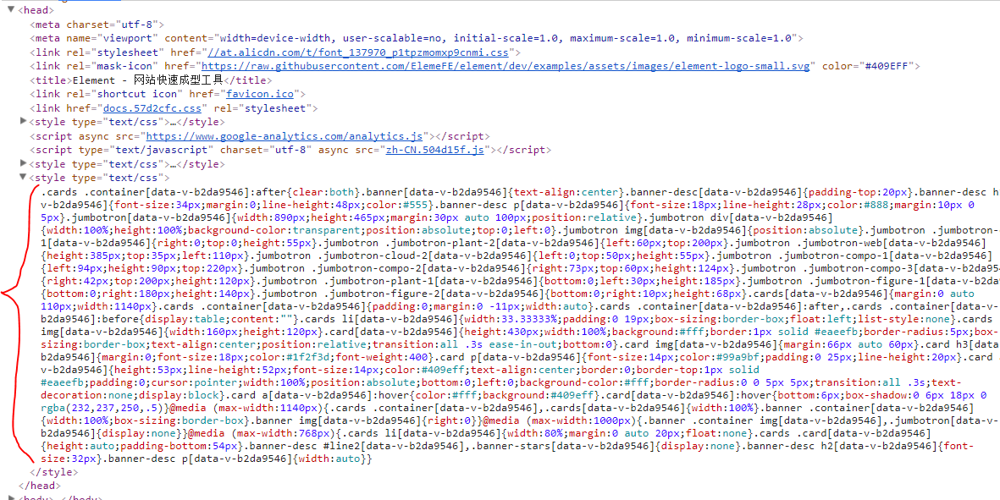 <head>
<meta charset="utf-8">
<meta name="viewport" content="width=device-width, user-scalable=no, initial-scale=1.0, maximum-scale=1.0, minimum-scale=1.0">
<link rel="stylesheet" href="//at.alicdn.com/t/font_137970_p1tpzmomxp9cnmi.css">
<link rel="mask-icon" href="https://raw.githubusercontent.com/ElemeFE/element/dev/examples/assets/images/element-logo-small.svg" color="#409EFF">
<title>Element - 网站快速成型工具</title>
<link rel="shortcut icon" href="favicon.ico">
<link href="docs.57d2cfc.css" rel="stylesheet">
<style type="text/css">…</style>
<script async src="https://www.google-analytics.com/analytics.js"></script>
<script type="text/javascript" charset="utf-8" async src="zh-CN.504d15f.js"></script>
<style type="text/css">…</style>
<style type="text/css">
.cards .container[data-v-b2da9546]:after{clear:both}.banner[data-v-b2da9546]{text-align:center}.banner-desc[data-v-b2da9546]{padding-top:20px}.banner-desc h
v-b2da9546]{font-size:34px;margin:0;line-height:48px;color:#555}.banner-desc p[data-v-b2da9546]{font-size:18px;line-height:28px;color:#888;margin:10px 0
5px}.jumbotron[data-v-b2da9546]{width:890px;height:465px;margin:30px auto 100px;position:relative}.jumbotron div[data-v-b2da9546]
{width:100%;height:100%;background-color:transparent;position:absolute;top:0;left:0}.jumbotron img[data-v-b2da9546]{position:absolute}.jumbotron .jumbotron-
1[data-v-b2da9546]{right:0;top:0;height:55px}.jumbotron .jumbotron-plant-2[data-v-b2da9546]{left:60px;top:200px}.jumbotron .jumbotron-web[data-v-b2da9546]
{height:385px;top:35px;left:110px}.jumbotron .jumbotron-cloud-2[data-v-b2da9546]{left:0;top:50px;height:55px}.jumbotron .jumbotron-compo-1[data-v-b2da9546]
{left:94px;height:90px;top:220px}.jumbotron .jumbotron-compo-2[data-v-b2da9546]{right:73px;top:60px;height:124px}.jumbotron .jumbotron-compo-3[data-v-b2da9546]
{right:42px;top:200px;height:120px}.jumbotron .jumbotron-plant-1[data-v-b2da9546]{bottom:0;left:30px;height:185px}.jumbotron .jumbotron-figure-1[data-v-b2da9546]
{bottom:0;right:180px;height:140px}.jumbotron .jumbotron-figure-2[data-v-b2da9546]{bottom:0;right:10px;height:68px}.cards[data-v-b2da9546]{margin:0 auto
110px;width:1140px}.cards .container[data-v-b2da9546]{padding:0;margin:0 -11px;width:auto}.cards .container[data-v-b2da9546]:after,.cards .container[data-v-
b2da9546]:before{display:table;content:""}.cards li[data-v-b2da9546]{width:33.33333%;padding:0 19px;box-sizing:border-box;float:left;list-style:none}.cards
img[data-v-b2da9546]{width:160px;height:120px}.card[data-v-b2da9546]{height:430px;width:100%;background:#fff;border:1px solid #eaeefb;border-radius:5px;box-
sizing:border-box;text-align:center;position:relative;transition:all .3s ease-in-out;bottom:0}.card img[data-v-b2da9546]{margin:66px auto 60px}.card h3[data-v-
b2da9546]{margin:0;font-size:18px;color:#1f2f3d;font-weight:400}.card p[data-v-b2da9546]{font-size:14px;color:#99a9bf;padding:0 25px;line-height:20px}.card
{height:53px;line-height:52px;font-size:14px;color:#409eff;text-align:center;border:0;border-top:1px solid
#eaeefb;padding:0;cursor:pointer;width:100%;position:absolute;bottom:0;left:0;background-color:#fff;border-radius:0 0 5px 5px;transition:all .3s;text-
decoration:none;display:block}.card a[data-v-b2da9546]:hover{color:#fff;background:#409eff}.card[data-v-b2da9546]:hover{bottom:6px;box-shadow:0 6px 18px 0
rgba(232,237,250,.5)}@media (max-width:1140px){.cards .container[data-v-b2da9546],.cards[data-v-b2da9546]{width:100%}.banner .container[data-v-b2da9546]
{width:100%;box-sizing:border-box}.banner img[data-v-b2da9546]{right:0}}@media (max-width:1000px){.banner .container img[data-v-b2da9546],.jumbotron[data-v-
b2da9546]{display:none}}@media (max-width:768px){.cards li[data-v-b2da9546]{width:80%;margin:0 auto 20px;float:none}.cards .card[data-v-b2da9546]
{height:auto;padding-bottom:54px}.banner-desc #line2[data-v-b2da9546],.banner-stars[data-v-b2da9546]{display:none}.banner-desc h2[data-v-b2da9546]{font-
size:32px}.banner-desc p[data-v-b2da9546]{width:auto}}
</style>
</head>